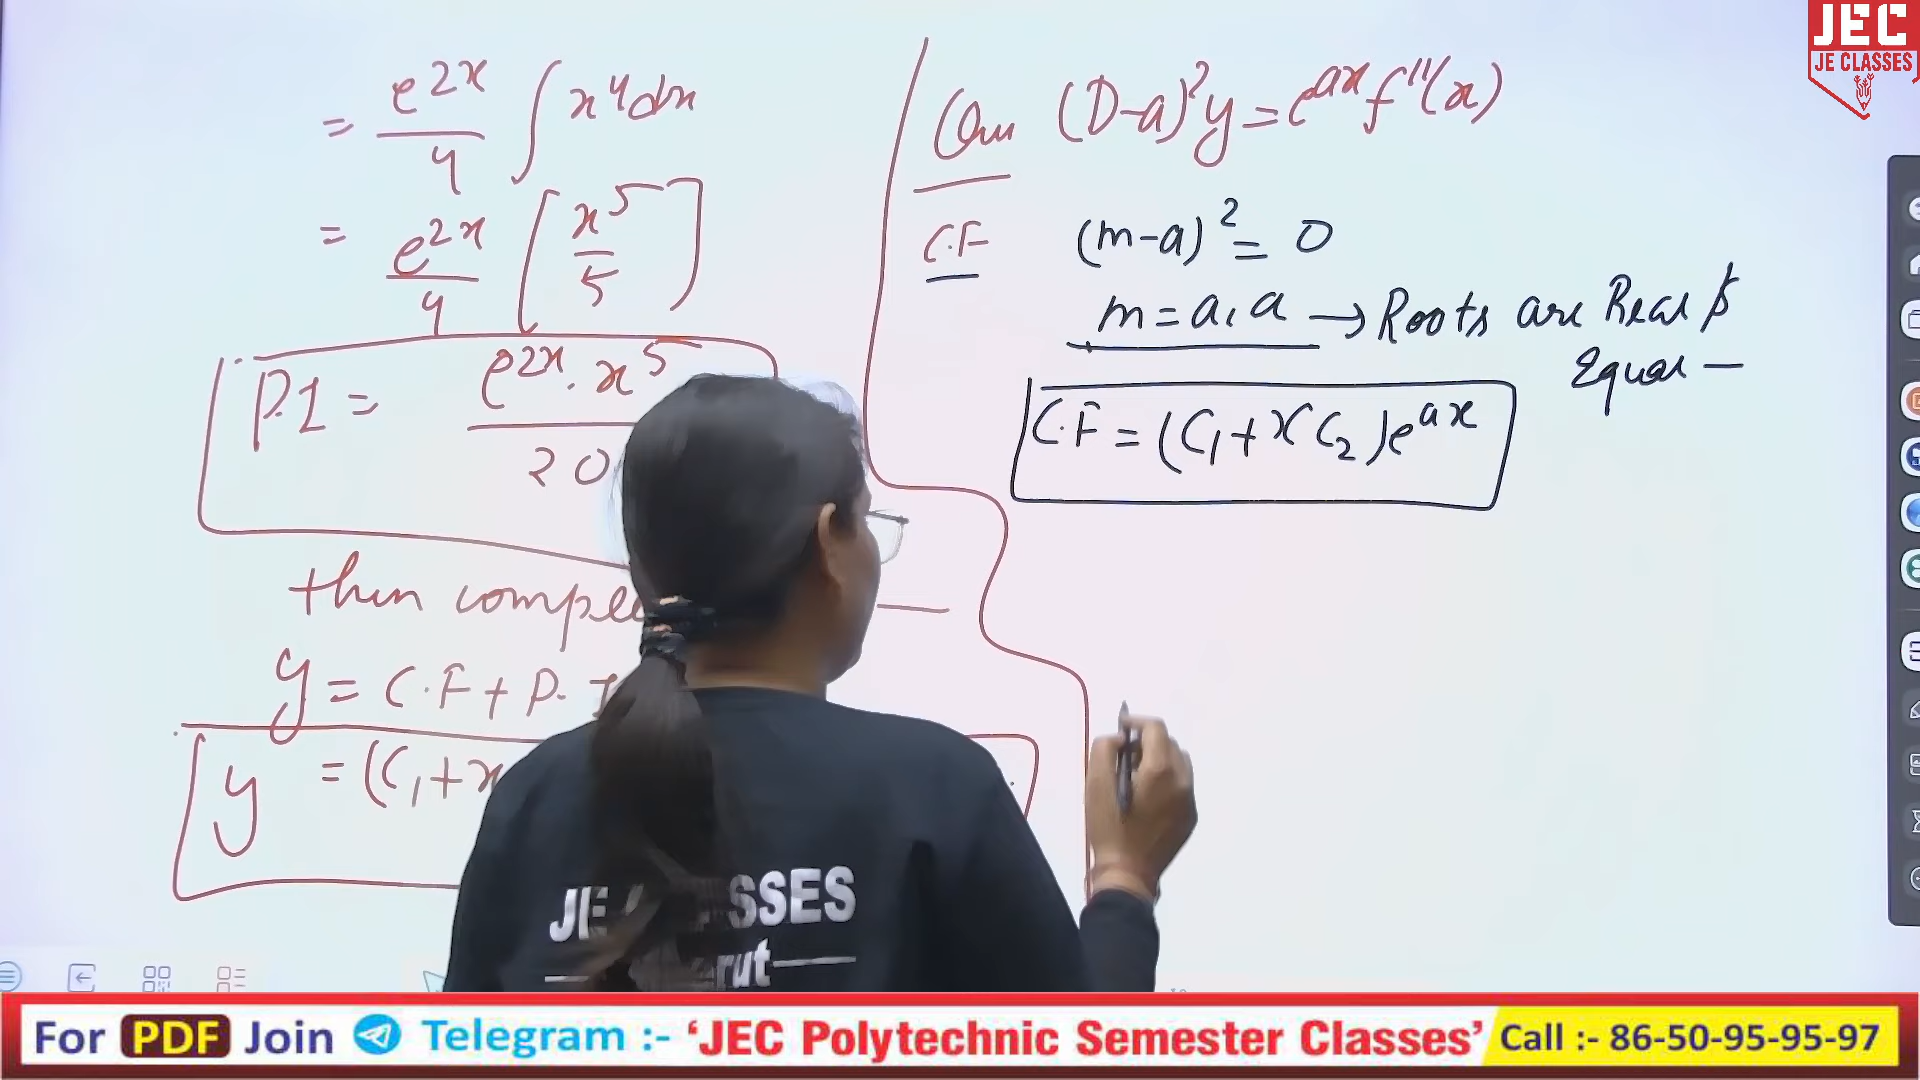 = e^2x / 4 ∫ x^4 dx
= e^2x / 4 [ x^5 / 5 ]
P.I = e^2x . x^5 / 20
then
y = C.F + P.
y = (C1 + x
Que (D-a)^2 y = e^ax f''(x)
C.F (m-a)^2 = 0
m = a, a → Roots are Real &
Equal —
C.F = (C1 + x C2) e^ax
JEC
JE CLASSES
For PDF Join Telegram :- 'JEC Polytechnic Semester Classes' Call :- 86-50-95-95-97